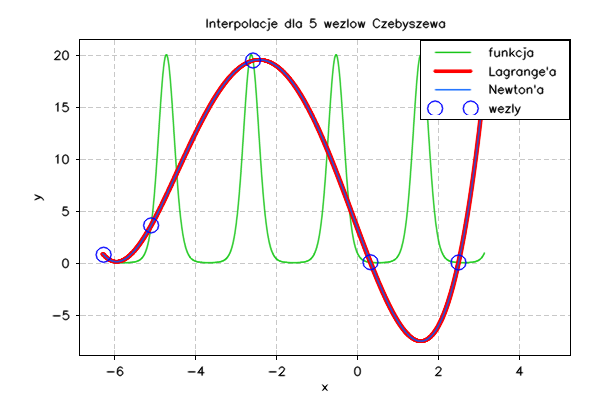 Interpolacje dla 5 wezlow Czebyszewa
funkcja
Lagrange'a
Newton'a
wezly
20
15
10
5
0
−5
y
−6 −4 −2 0 2 4
x